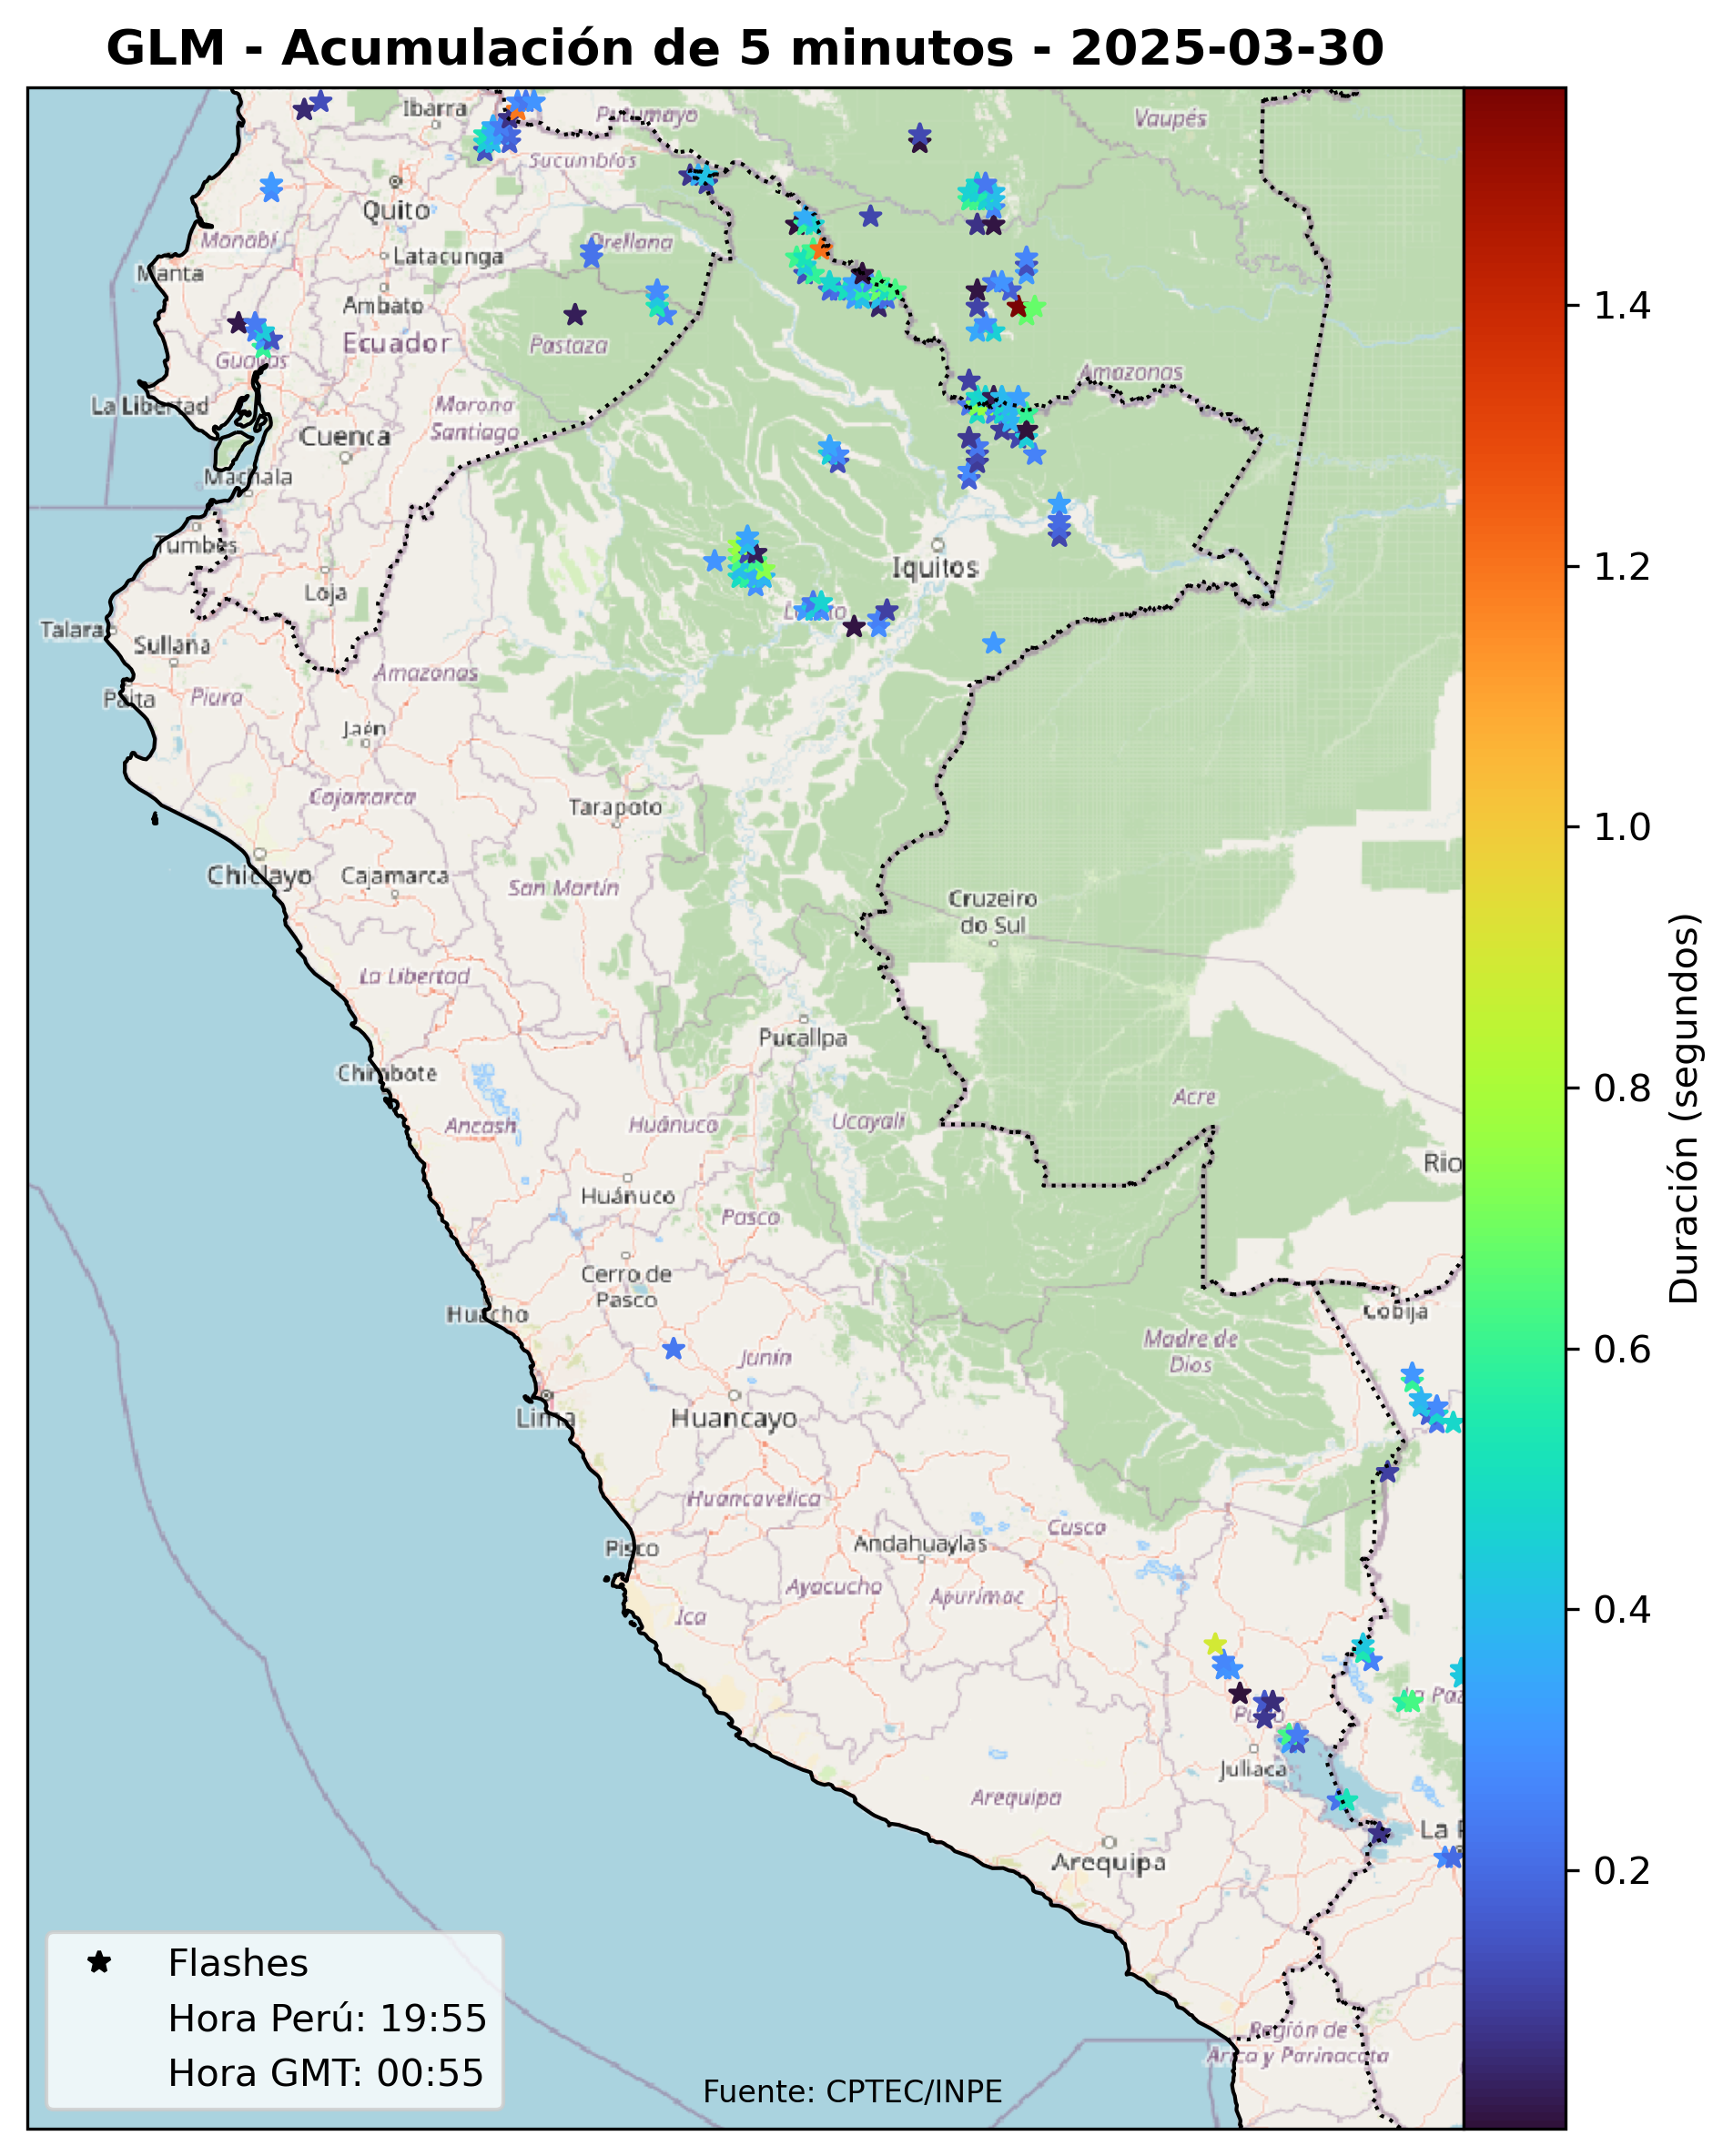 GLM - Acumulación de 5 minutos - 2025-03-30
Ibarra
Putumayo
Vaupés
Sucumbíos
Quito
Manabí
Orellana
Latacunga
Manta
Ambato
Ecuador
Pastaza
Guayas
Amazonas
La Libertad
Morona
Santiago
Cuenca
Machala
Tumbes
Iquitos
Loja
Loreto
Talara
Sullana
Amazonas
Paita
Piura
Jaén
Cajamarca
Tarapoto
Chiclayo
Cajamarca
San Martín
Cruzeiro
do Sul
La Libertad
Pucallpa
Chimbote
Ancash
Huánuco
Ucayali
Acre
Rio
Huánuco
Pasco
Cerro de
Pasco
Huacho
Cobija
Madre de
Dios
Junín
Lima
Huancayo
Huancavelica
Cusco
Pisco
Andahuaylas
Ayacucho
Apurímac
Ica
La Paz
Puno
Juliaca
Arequipa
La P
Arequipa
Región de
Arica y Parinacota
Flashes
Hora Perú: 19:55
Hora GMT: 00:55
Fuente: CPTEC/INPE
1.4
1.2
1.0
0.8
0.6
0.4
0.2
Duración (segundos)